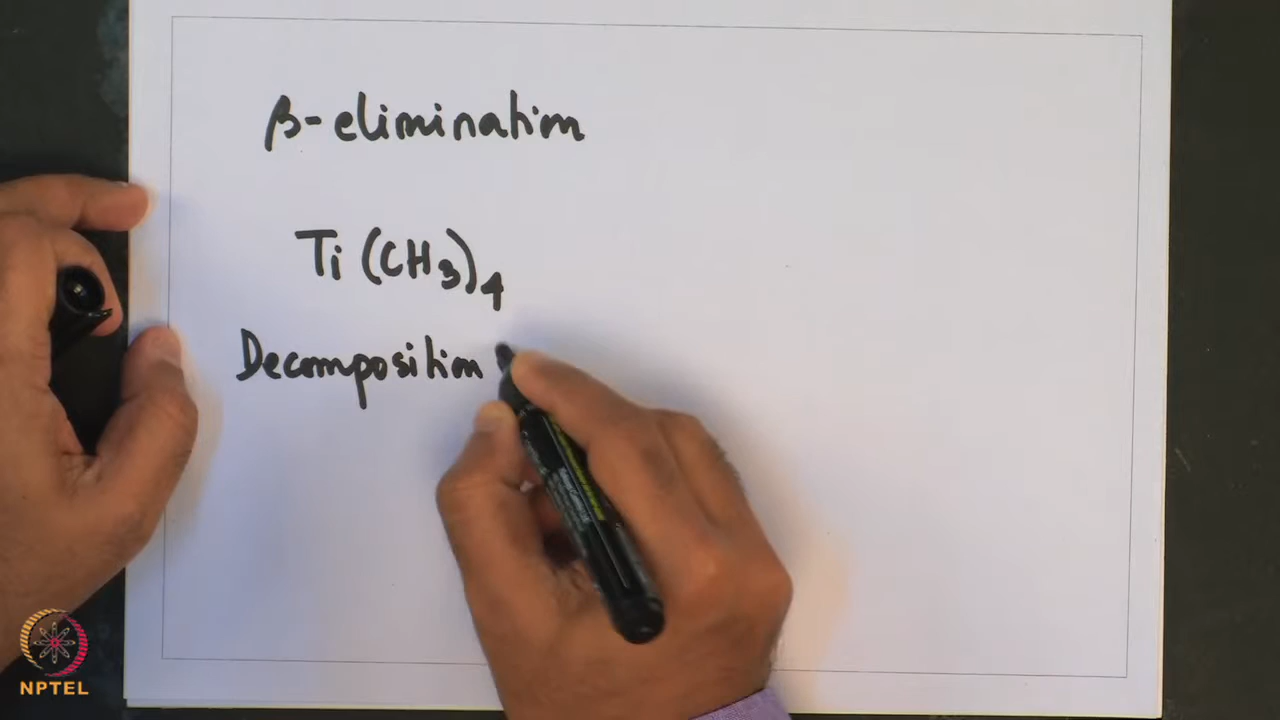 β-elimination
Ti(CH₃)₄
Decomposition
NPTEL